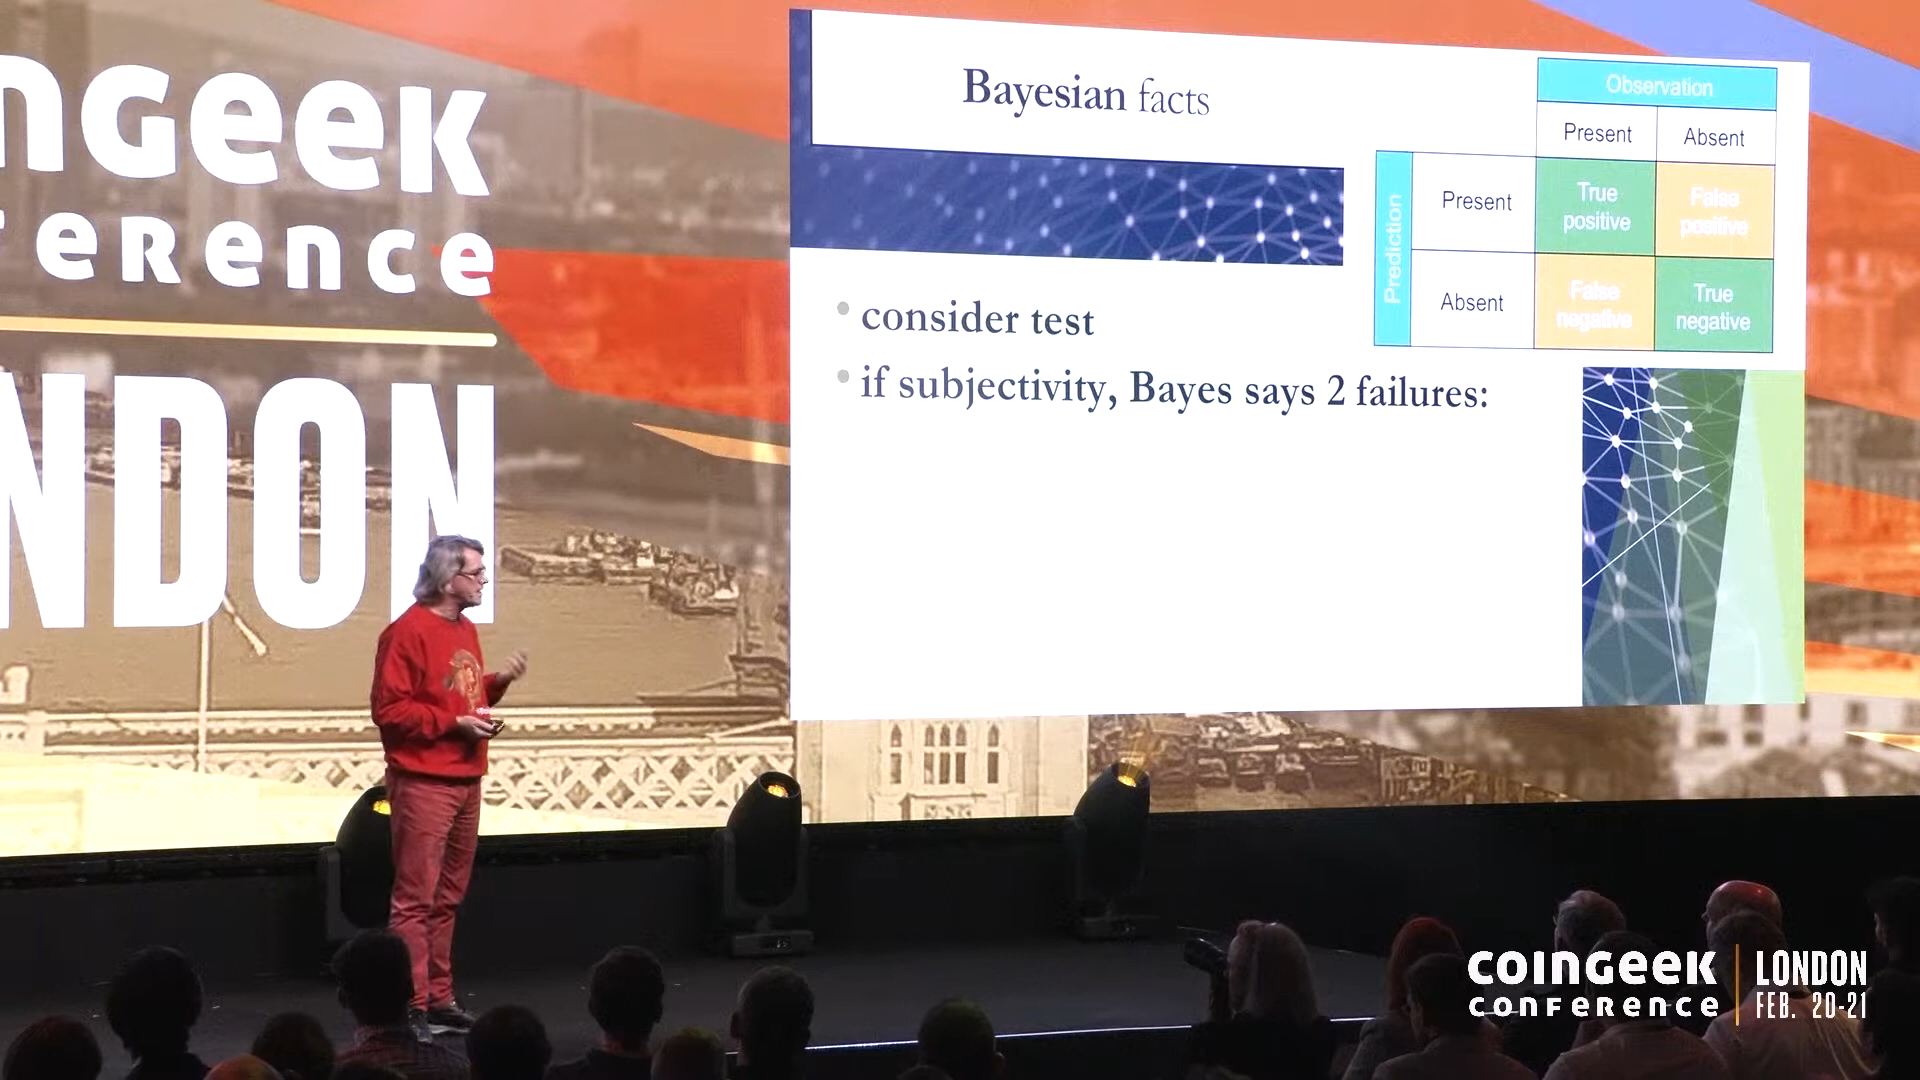 nGeeK
ference
NDON
Bayesian facts
Observation
Present Absent
Prediction
Present
True
positive
False
positive
Absent
False
negative
True
negative
consider test
if subjectivity, Bayes says 2 failures:
coinGeeK
conference
LONDON
FEB. 20-21